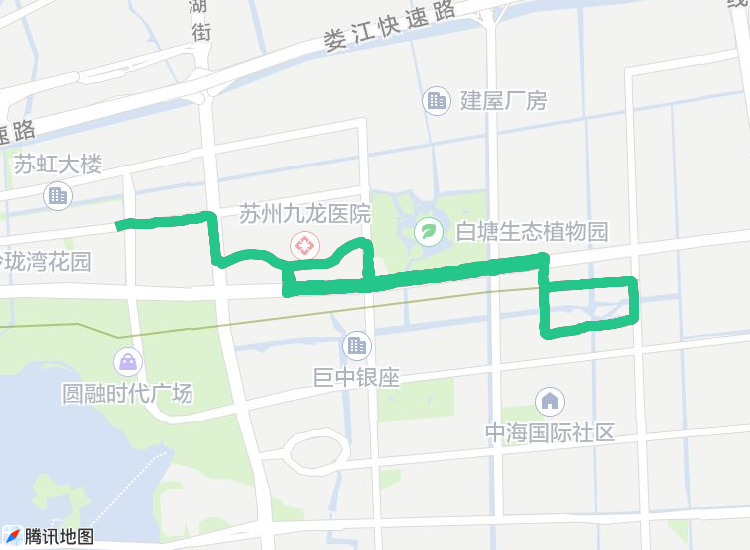 湖街
娄江快速路
建屋厂房
速路
苏虹大楼
苏州九龙医院
白塘生态植物园
珑湾花园
巨中银座
圆融时代广场
中海国际社区
腾讯地图